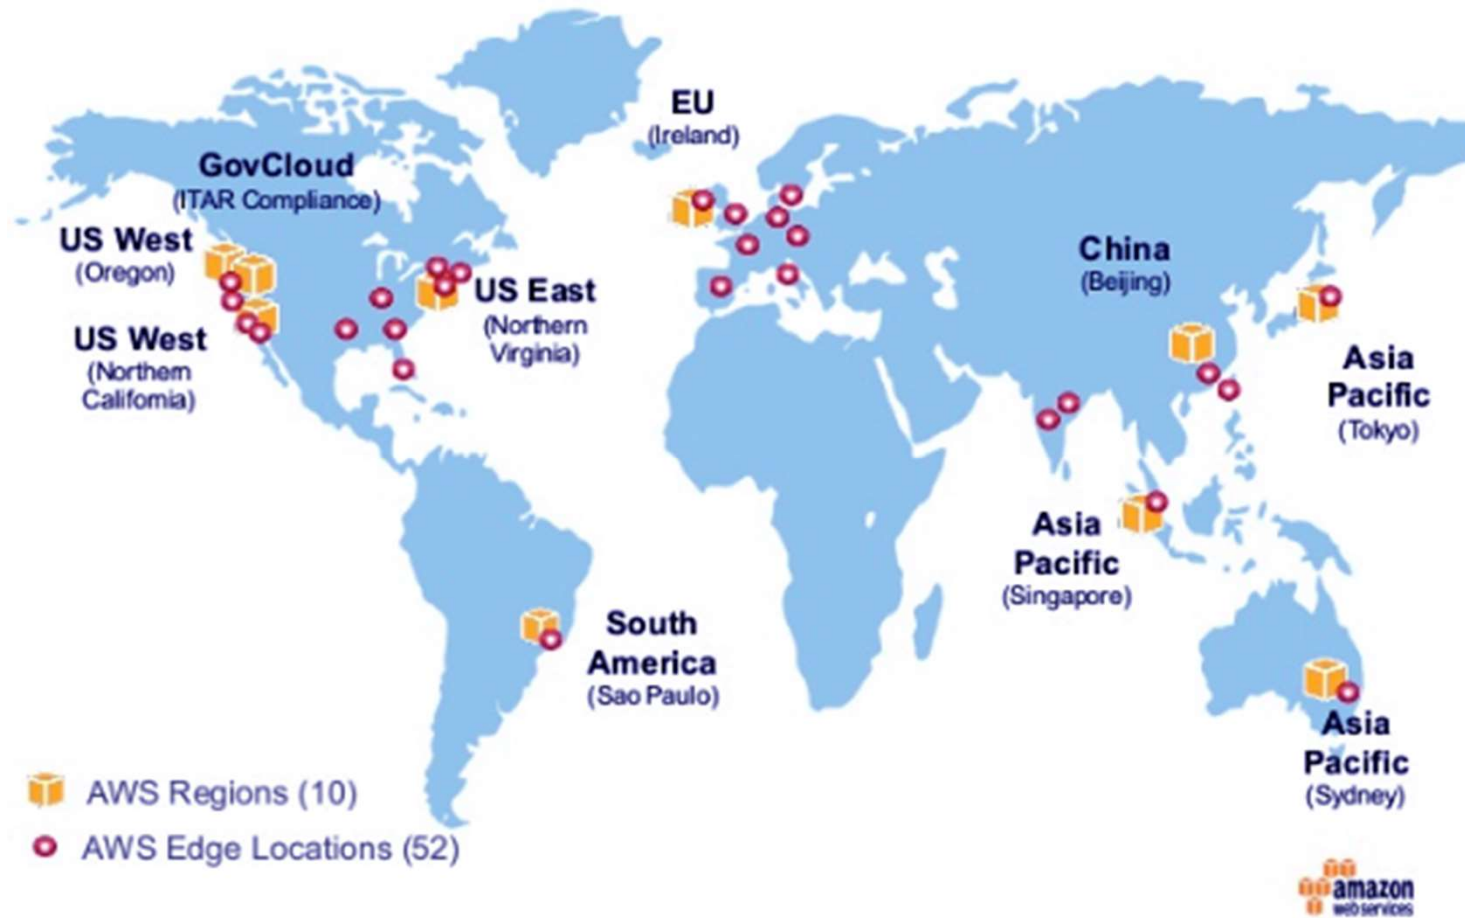 EU
(Ireland)
GovCloud
(ITAR Compliance)
US West
(Oregon)
China
(Beijing)
US East
(Northern
Virginia)
US West
(Northern
California)
Asia
Pacific
(Tokyo)
Asia
Pacific
(Singapore)
South
America
(Sao Paulo)
Asia
Pacific
(Sydney)
AWS Regions (10)
AWS Edge Locations (52)
amazon
webservices